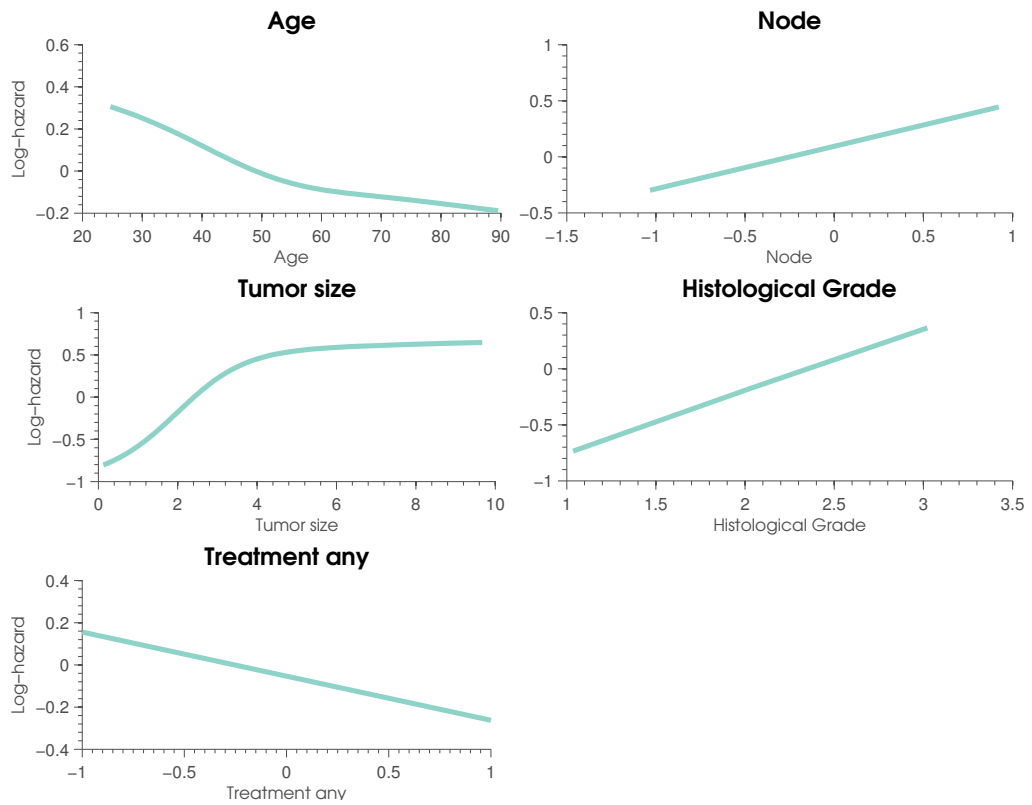 Age
0.6
0.4
0.2
0
−0.2
Log−hazard
20 30 40 50 60 70 80 90
Age
Node
1
0.5
0
−0.5
−1.5 −1 −0.5 0 0.5 1
Node
Tumor size
1
0.5
0
−0.5
−1
Log−hazard
0 2 4 6 8 10
Tumor size
Histological Grade
0.5
0
−0.5
−1
1 1.5 2 2.5 3 3.5
Histological Grade
Treatment any
0.4
0.2
0
−0.2
−0.4
Log−hazard
−1 −0.5 0 0.5 1
Treatment any